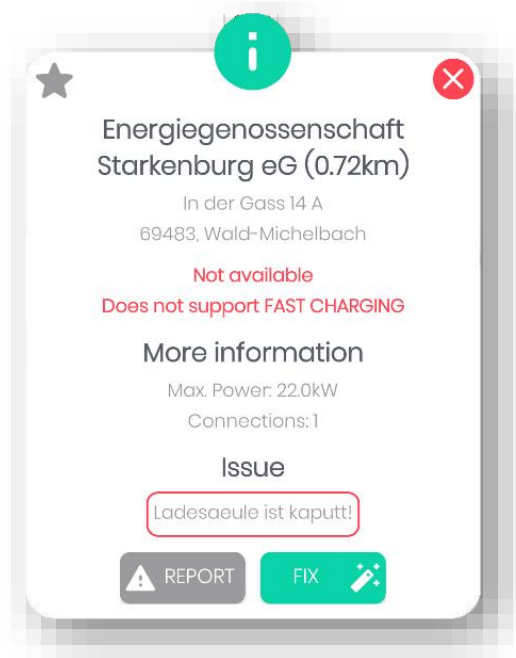 Energiegenossenschaft
Starkenburg eG (0.72km)
In der Gass 14 A
69483, Wald-Michelbach
Not available
Does not support FAST CHARGING
More information
Max. Power: 22.0kW
Connections: 1
Issue
Ladesaeule ist kaputt!
REPORT
FIX